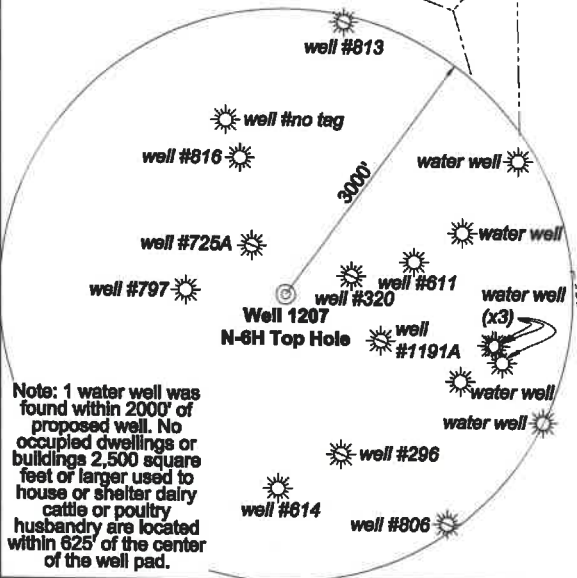 well #813
well #no tag
well #816
water well
3000'
well #725A
water well
well #797
well #320
well #611
water well
(x3)
Well 1207
N-6H Top Hole
well
#1191A
water well
water well
Note: 1 water well was
found within 2000' of
proposed well. No
occupied dwellings or
buildings 2,500 square
feet or larger used to
house or shelter dairy
cattle or poultry
husbandry are located
within 625' of the center
of the well pad.
well #296
well #614
well #806